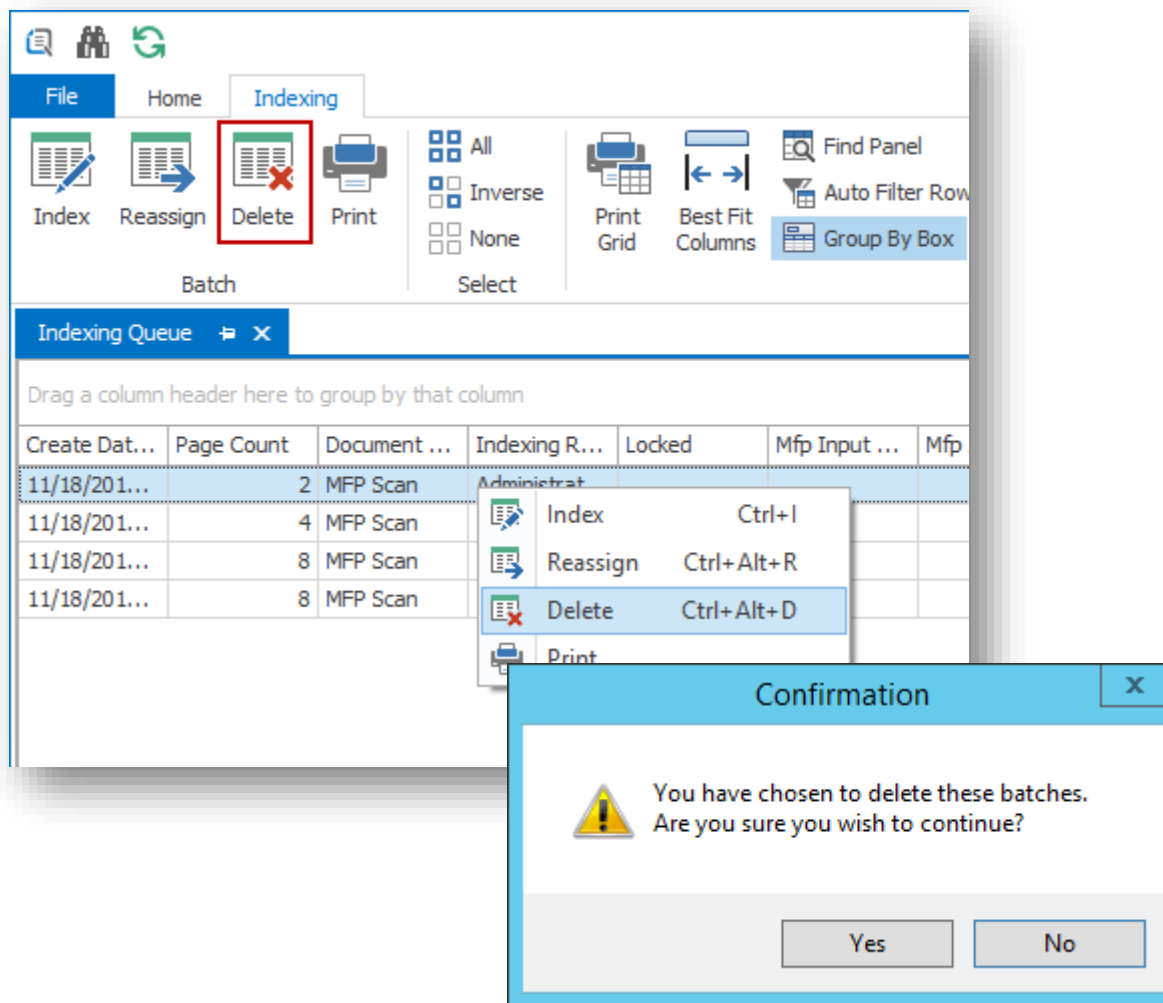 File Home Indexing
Index Reassign Delete Print
All
Inverse
None
Print Grid
Best Fit Columns
Find Panel
Auto Filter Row
Group By Box
Batch Select
Indexing Queue
Drag a column header here to group by that column
Create Dat... Page Count Document ... Indexing R... Locked Mfp Input ... Mfp
11/18/201... 2 MFP Scan Administrat
11/18/201... 4 MFP Scan
11/18/201... 8 MFP Scan
11/18/201... 8 MFP Scan
Index Ctrl+I
Reassign Ctrl+Alt+R
Delete Ctrl+Alt+D
Print
Confirmation
You have chosen to delete these batches.
Are you sure you wish to continue?
Yes No